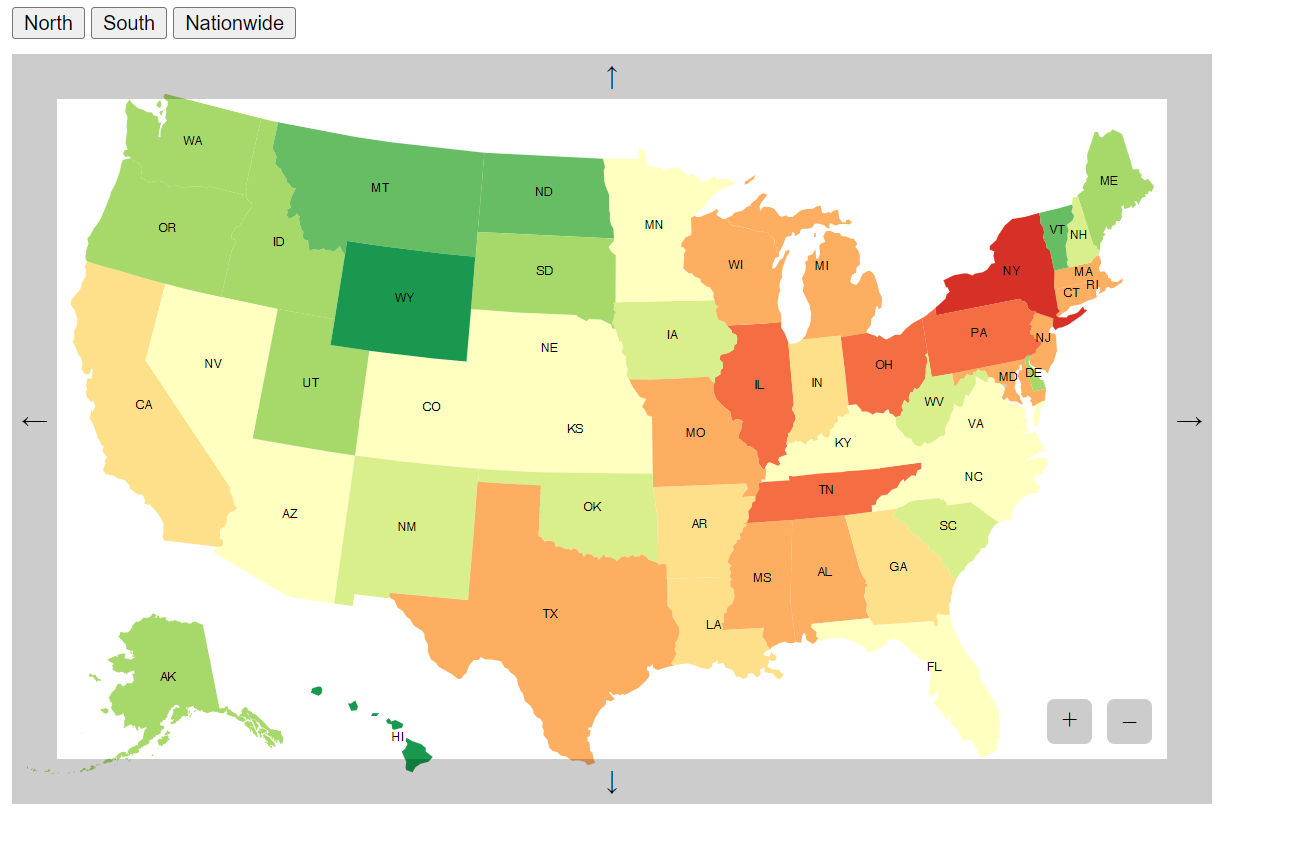 North South Nationwide
↑
WA
MT
ND
ME
OR
ID
MN
VT
NH
SD
WI
MI
NY
MA
CT
RI
WY
IA
PA
NJ
NE
NV
OH
UT
IL
IN
MD
DE
CA
CO
WV
←
→
KS
MO
KY
VA
NC
OK
TN
AZ
NM
AR
SC
GA
MS
AL
TX
LA
FL
AK
HI
+
–
↓